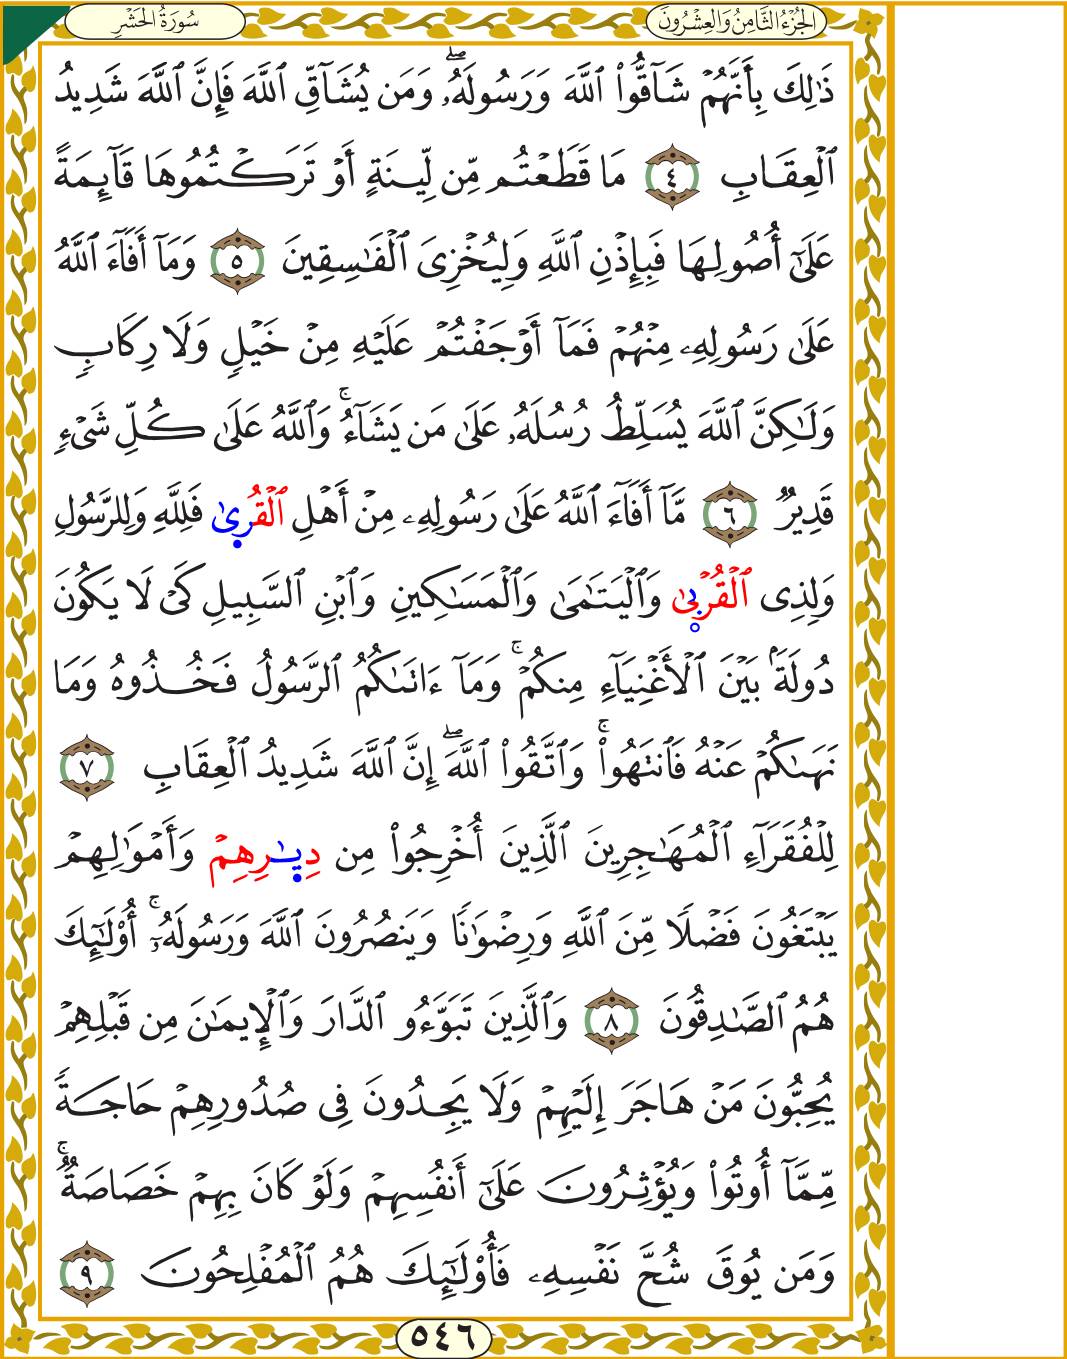 الجُزْءُ الثَّامِنُ وَالعِشْرُونَ
سُورَةُ الحَشْرِ
ذَٰلِكَ بِأَنَّهُمْ شَآقُّوا۟ ٱللَّهَ وَرَسُولَهُۥ ۖ وَمَن يُشَآقِّ ٱللَّهَ فَإِنَّ ٱللَّهَ شَدِيدُ
ٱلْعِقَابِ ٤ مَا قَطَعْتُم مِّن لِّينَةٍ أَوْ تَرَكْتُمُوهَا قَآئِمَةً
عَلَىٰٓ أُصُولِهَا فَبِإِذْنِ ٱللَّهِ وَلِيُخْزِىَ ٱلْفَٰسِقِينَ ٥ وَمَآ أَفَآءَ ٱللَّهُ
عَلَىٰ رَسُولِهِۦ مِنْهُمْ فَمَآ أَوْجَفْتُمْ عَلَيْهِ مِنْ خَيْلٍ وَلَا رِكَابٍ
وَلَٰكِنَّ ٱللَّهَ يُسَلِّطُ رُسُلَهُۥ عَلَىٰ مَن يَشَآءُ ۚ وَٱللَّهُ عَلَىٰ كُلِّ شَىْءٍ
قَدِيرٌ ٦ مَّآ أَفَآءَ ٱللَّهُ عَلَىٰ رَسُولِهِۦ مِنْ أَهْلِ ٱلْقُرىٰ فَلِلَّهِ وَلِلرَّسُولِ
وَلِذِى ٱلْقُرْبىٰ وَٱلْيَتَٰمَىٰ وَٱلْمَسَٰكِينِ وَٱبْنِ ٱلسَّبِيلِ كَىْ لَا يَكُونَ
دُولَةًۢ بَيْنَ ٱلْأَغْنِيَآءِ مِنكُمْ ۚ وَمَآ ءَاتَىٰكُمُ ٱلرَّسُولُ فَخُذُوهُ وَمَا
نَهَىٰكُمْ عَنْهُ فَٱنتَهُوا۟ ۚ وَٱتَّقُوا۟ ٱللَّهَ ۖ إِنَّ ٱللَّهَ شَدِيدُ ٱلْعِقَابِ ٧
لِلْفُقَرَآءِ ٱلْمُهَٰجِرِينَ ٱلَّذِينَ أُخْرِجُوا۟ مِن دِيٰرِهِمْ وَأَمْوَٰلِهِمْ
يَبْتَغُونَ فَضْلًا مِّنَ ٱللَّهِ وَرِضْوَٰنًا وَيَنصُرُونَ ٱللَّهَ وَرَسُولَهُۥٓ ۚ أُو۟لَٰٓئِكَ
هُمُ ٱلصَّٰدِقُونَ ٨ وَٱلَّذِينَ تَبَوَّءُو ٱلدَّارَ وَٱلْإِيمَٰنَ مِن قَبْلِهِمْ
يُحِبُّونَ مَنْ هَاجَرَ إِلَيْهِمْ وَلَا يَجِدُونَ فِى صُدُورِهِمْ حَاجَةً
مِّمَّآ أُوتُوا۟ وَيُؤْثِرُونَ عَلَىٰٓ أَنفُسِهِمْ وَلَوْ كَانَ بِهِمْ خَصَاصَةٌ ۚ
وَمَن يُوقَ شُحَّ نَفْسِهِۦ فَأُو۟لَٰٓئِكَ هُمُ ٱلْمُفْلِحُونَ ٩
٥٤٦